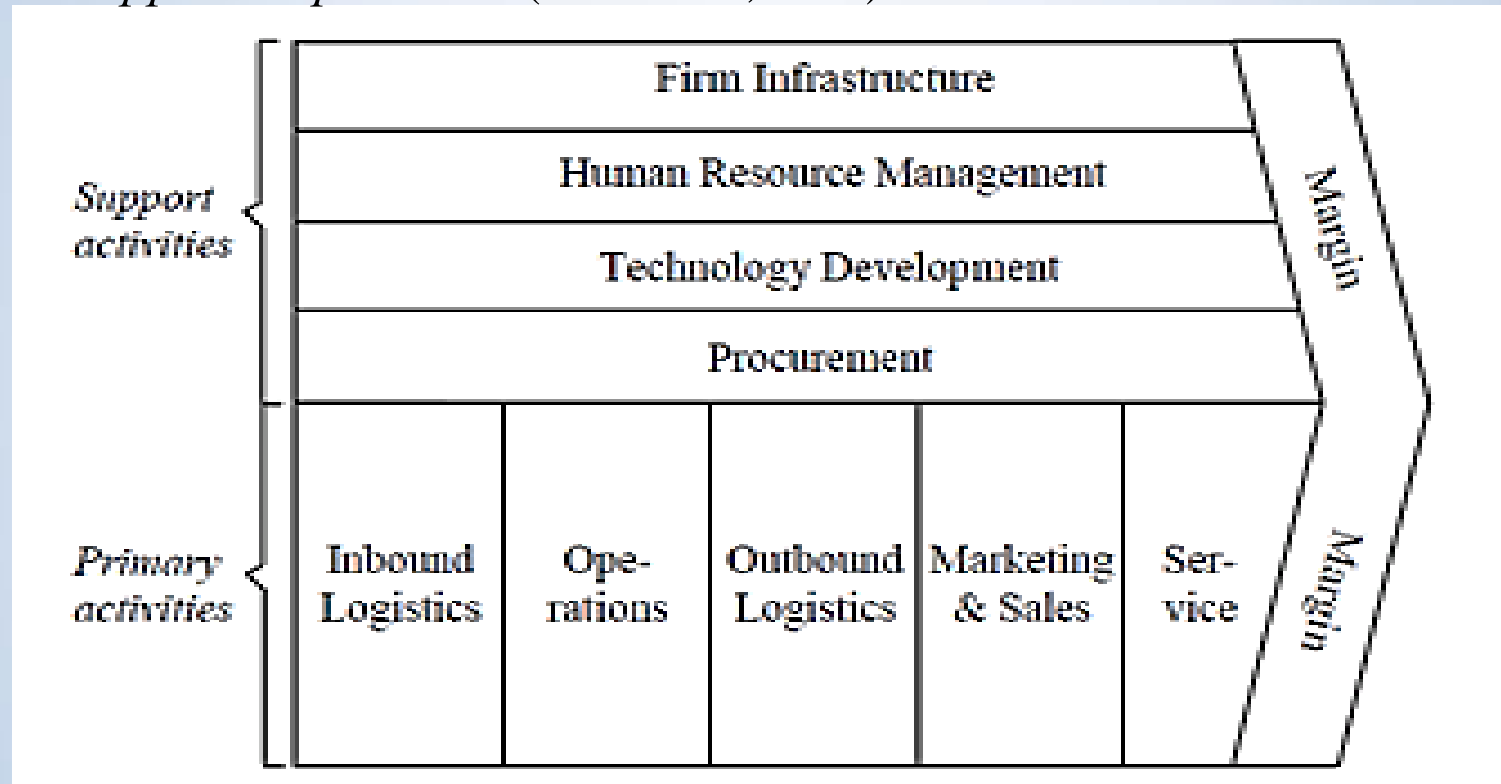 Firm Infrastructure
Human Resource Management
Support
activities
Technology Development
Procurement
Margin
Primary
activities
Inbound
Logistics
Ope-
rations
Outbound
Logistics
Marketing
& Sales
Ser-
vice
Margin